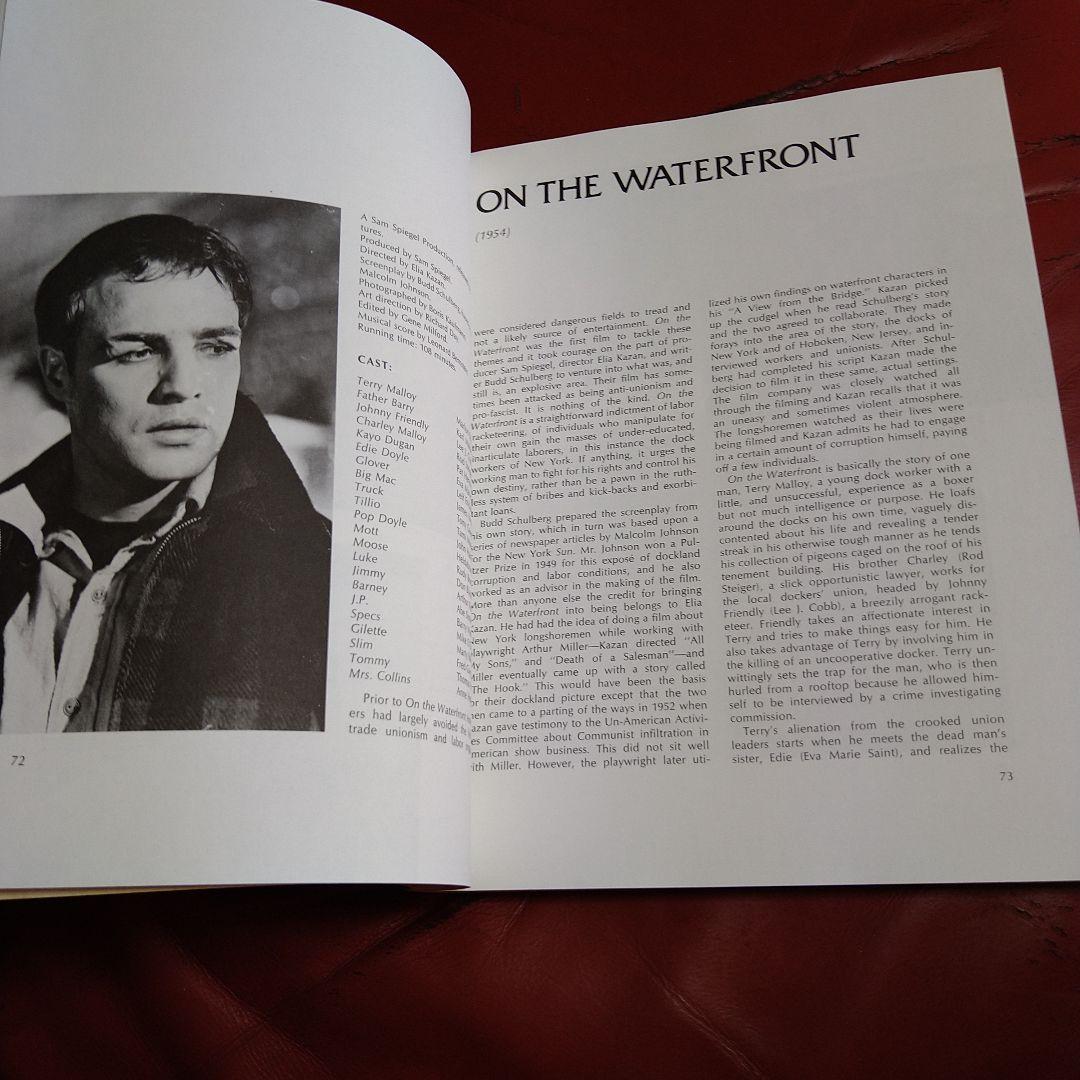 A Sam Spiegel Production, released
tures.
Produced by Sam Spiegel.
Directed by Elia Kazan.
Screenplay by Budd Schulberg,
Malcolm Johnson.
Photographed by Boris Kaufman.
Art direction by Richard Day.
Edited by Gene Milford.
Musical score by Leonard
Running time: 108 minutes.
CAST:
Terry Malloy
Father Barry
Johnny Friendly
Charley Malloy
Kayo Dugan
Edie Doyle
Glover
Big Mac
Truck
Tillio
Pop Doyle
Mott
Moose
Luke
Jimmy
Barney
J.P.
Specs
Gilette
Slim
Tommy
Mrs. Collins
Prior to On the Waterfront
ers had largely avoided the
trade unionism and labor
72
ON THE WATERFRONT
(1954)
were considered dangerous fields to tread and
not a likely source of entertainment. On the
Waterfront was the first film to tackle these
themes and it took courage on the part of pro-
ducer Sam Spiegel, director Elia Kazan, and writ-
er Budd Schulberg to venture into what was, and
still is, an explosive area. Their film has some-
times been attacked as being anti-unionism and
pro-fascist. It is nothing of the kind. On the
Waterfront is a straightforward indictment of labor
racketeering, of individuals who manipulate for
their own gain the masses of under-educated,
inarticulate laborers, in this instance the dock
workers of New York. If anything, it urges the
working man to fight for his rights and control his
own destiny, rather than be a pawn in the ruth-
less system of bribes and kick-backs and exorbi-
tant loans.
Budd Schulberg prepared the screenplay from
his own story, which in turn was based upon a
series of newspaper articles by Malcolm Johnson
for the New York Sun. Mr. Johnson won a Pul-
itzer Prize in 1949 for this exposé of dockland
corruption and labor conditions, and he also
worked as an advisor in the making of the film.
More than anyone else the credit for bringing
On the Waterfront into being belongs to Elia
Kazan. He had had the idea of doing a film about
New York longshoremen while working with
playwright Arthur Miller—Kazan directed "All
My Sons," and "Death of a Salesman"—and
Miller eventually came up with a story called
"The Hook." This would have been the basis
for their dockland picture except that the two
men came to a parting of the ways in 1952 when
Kazan gave testimony to the Un-American Activi-
es Committee about Communist infiltration in
American show business. This did not sit well
with Miller. However, the playwright later uti-
lized his own findings on waterfront characters in
his "A View from the Bridge." Kazan picked
up the cudgel when he read Schulberg's story
and the two agreed to collaborate. They made
forays into the area of the story, the docks of
New York and of Hoboken, New Jersey, and in-
terviewed workers and unionists. After Schul-
berg had completed his script Kazan made the
decision to film it in these same, actual settings.
The film company was closely watched all
through the filming and Kazan recalls that it was
an uneasy and sometimes violent atmosphere.
The longshoremen watched as their lives were
being filmed and Kazan admits he had to engage
in a certain amount of corruption himself, paying
off a few individuals.
On the Waterfront is basically the story of one
man, Terry Malloy, a young dock worker with a
little, and unsuccessful, experience as a boxer
but not much intelligence or purpose. He loafs
around the docks on his own time, vaguely dis-
contented about his life and revealing a tender
streak in his otherwise tough manner as he tends
his collection of pigeons caged on the roof of his
tenement building. His brother Charley (Rod
Steiger), a slick opportunistic lawyer, works for
the local dockers' union, headed by Johnny
Friendly (Lee J. Cobb), a breezily arrogant rack-
eteer. Friendly takes an affectionate interest in
Terry and tries to make things easy for him. He
also takes advantage of Terry by involving him in
the killing of an uncooperative docker. Terry un-
wittingly sets the trap for the man, who is then
hurled from a rooftop because he allowed him-
self to be interviewed by a crime investigating
commission.
Terry's alienation from the crooked union
leaders starts when he meets the dead man's
sister, Edie (Eva Marie Saint), and realizes the
73